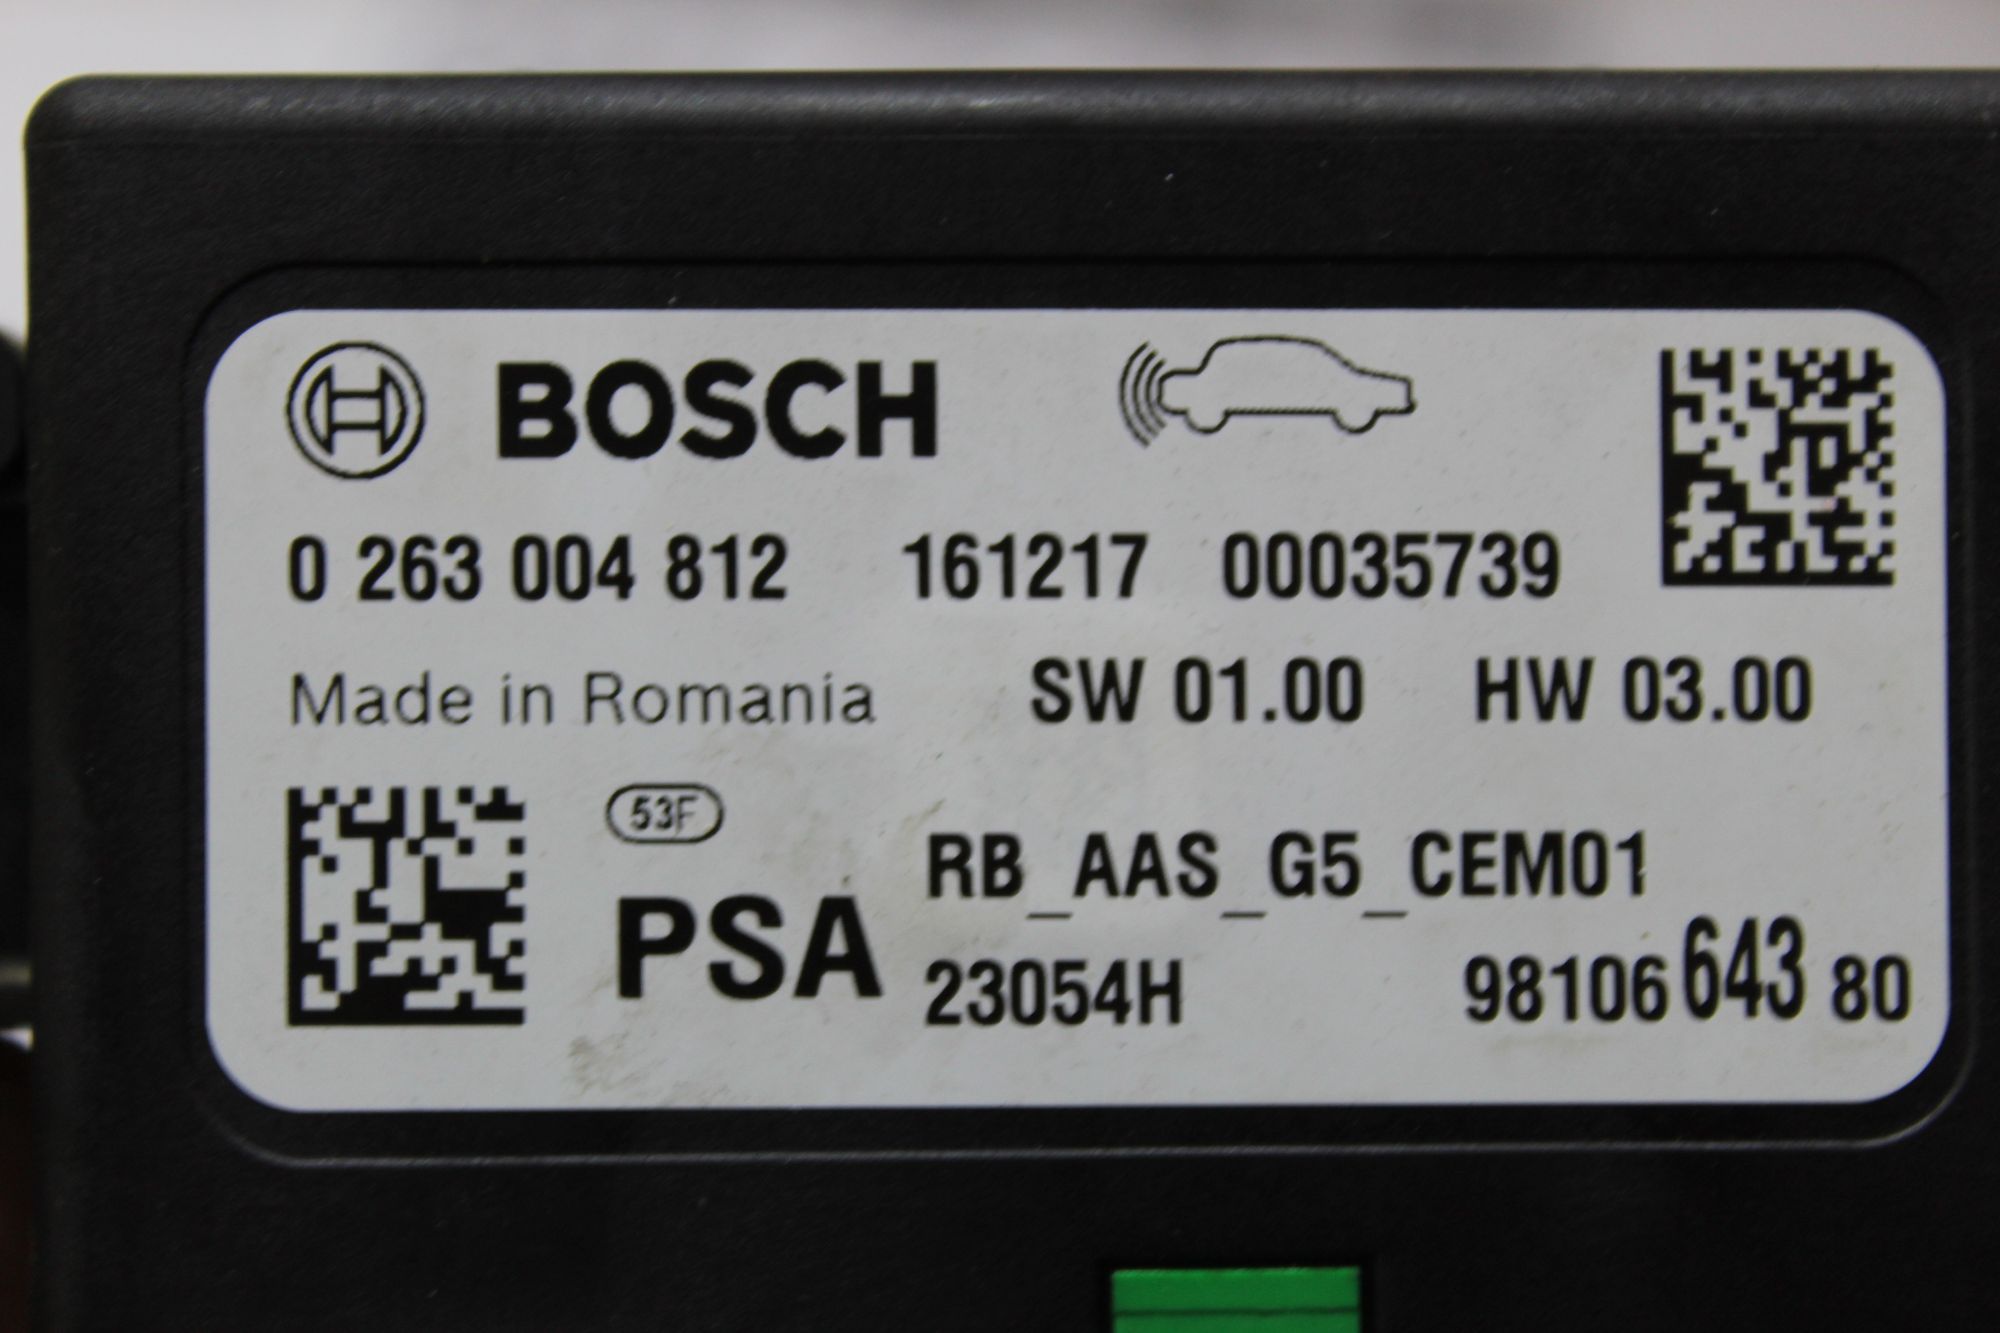 BOSCH
0 263 004 812 161217 00035739
Made in Romania SW 01.00 HW 03.00
53F
PSA RB_AAS_G5_CEM01
23054H 98106 643 80